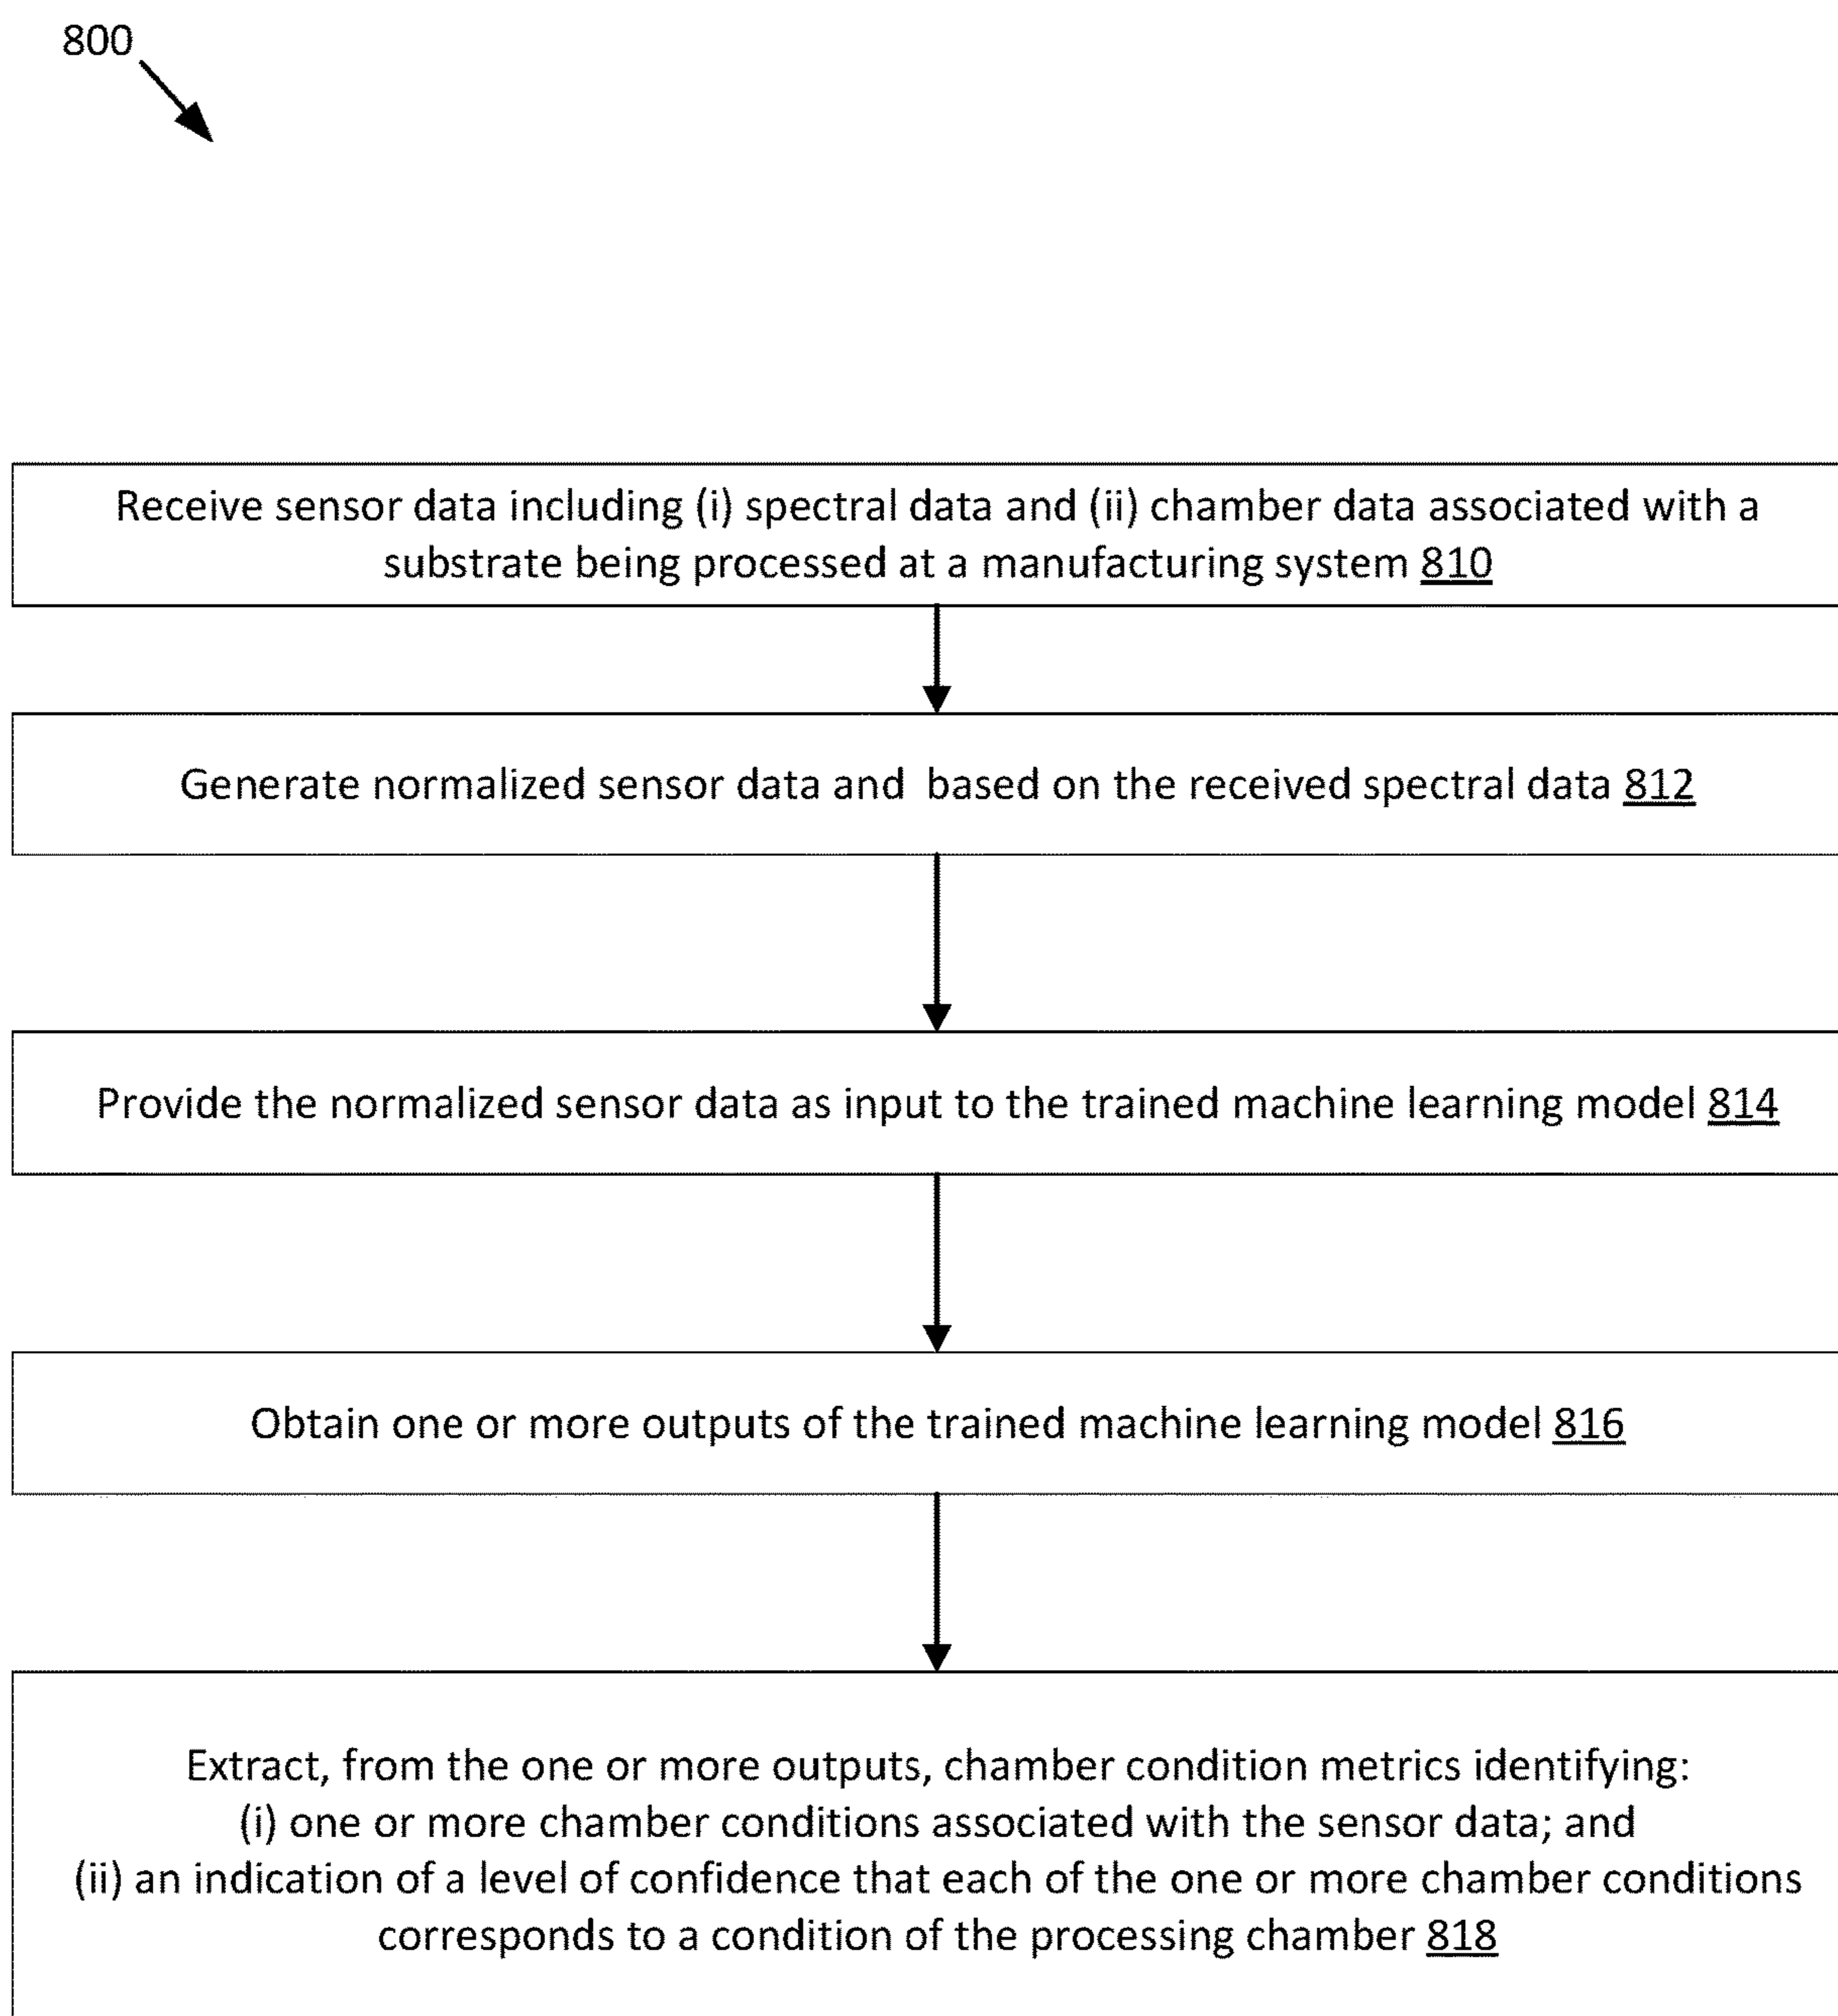 800
Receive sensor data including (i) spectral data and (ii) chamber data associated with a
substrate being processed at a manufacturing system 810
Generate normalized sensor data and  based on the received spectral data 812
Provide the normalized sensor data as input to the trained machine learning model 814
Obtain one or more outputs of the trained machine learning model 816
Extract, from the one or more outputs, chamber condition metrics identifying:
(i) one or more chamber conditions associated with the sensor data; and
(ii) an indication of a level of confidence that each of the one or more chamber conditions
corresponds to a condition of the processing chamber 818